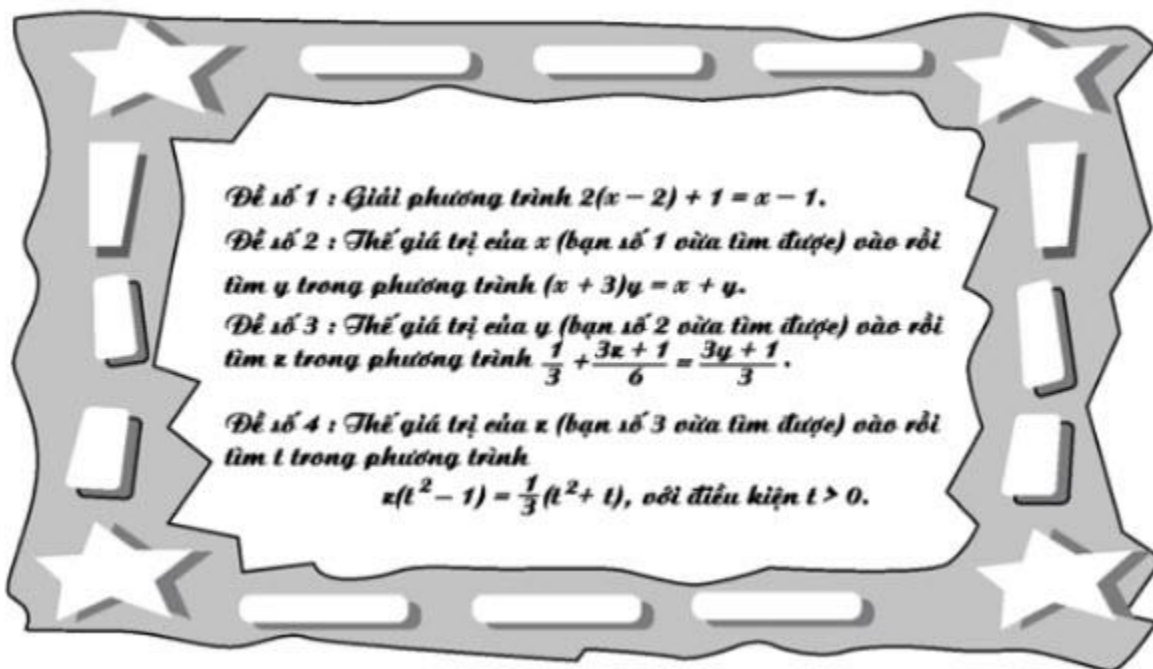 Đề số 1 : Giải phương trình 2(x – 2) + 1 = x – 1.
Đề số 2 : Thế giá trị của x (bạn số 1 vừa tìm được) vào rồi
tìm y trong phương trình (x + 3)y = x + y.
Đề số 3 : Thế giá trị của y (bạn số 2 vừa tìm được) vào rồi
tìm z trong phương trình 1/3 + (3z + 1)/6 = (3y + 1)/3 .
Đề số 4 : Thế giá trị của z (bạn số 3 vừa tìm được) vào rồi
tìm t trong phương trình
z(t² – 1) = 1/3 (t² + t), với điều kiện t > 0.